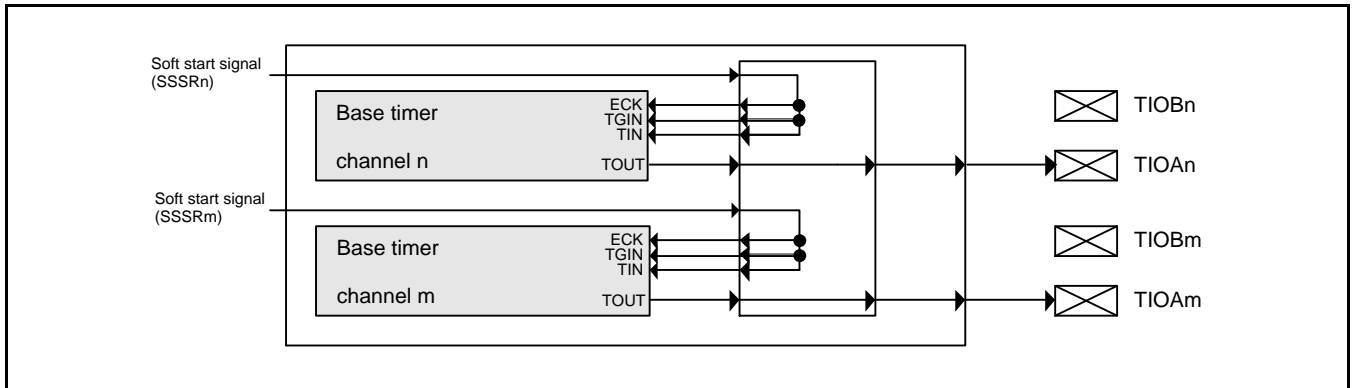 Soft start signal
(SSSRn)
Base timer
channel n
ECK
TGIN
TIN
TOUT
TIOBn
TIOAn
Soft start signal
(SSSRm)
Base timer
channel m
ECK
TGIN
TIN
TOUT
TIOBm
TIOAm